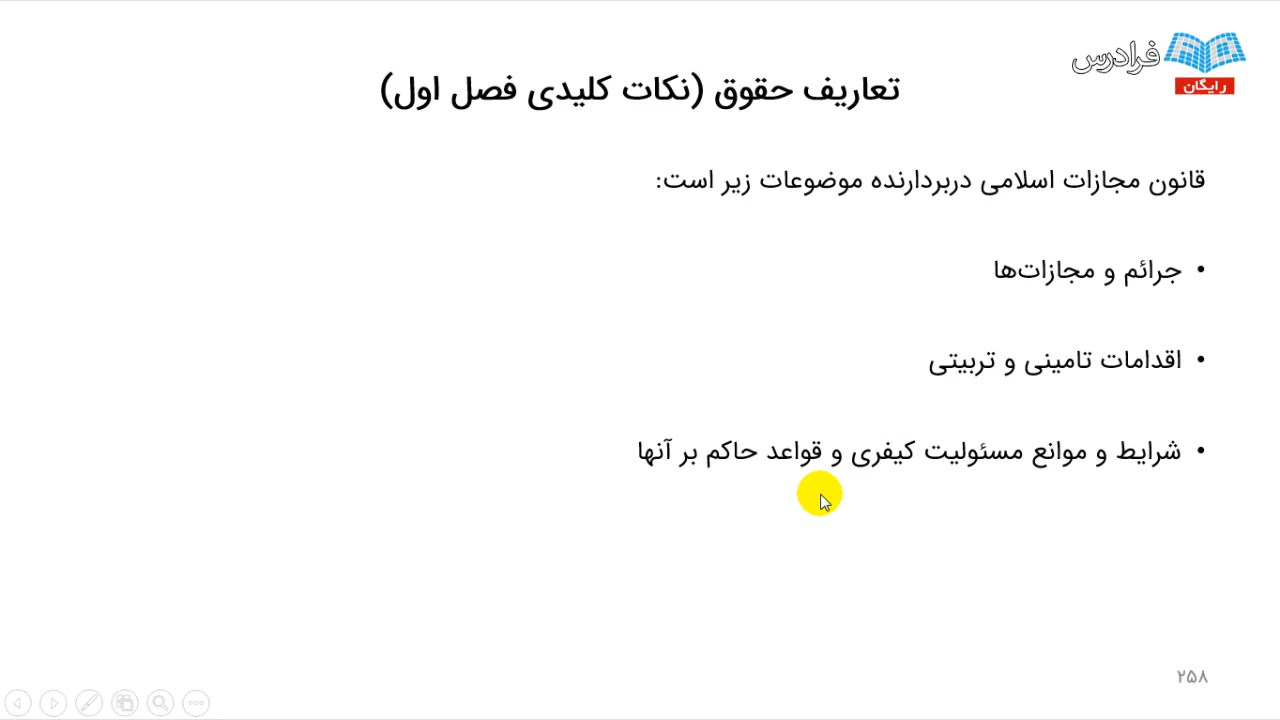 فرادرس
رایگان
تعاریف حقوق (نکات کلیدی فصل اول)
قانون مجازات اسلامی دربردارنده موضوعات زیر است:
• جرائم و مجازات‌ها
• اقدامات تامینی و تربیتی
• شرایط و موانع مسئولیت کیفری و قواعد حاکم بر آنها
۲۵۸